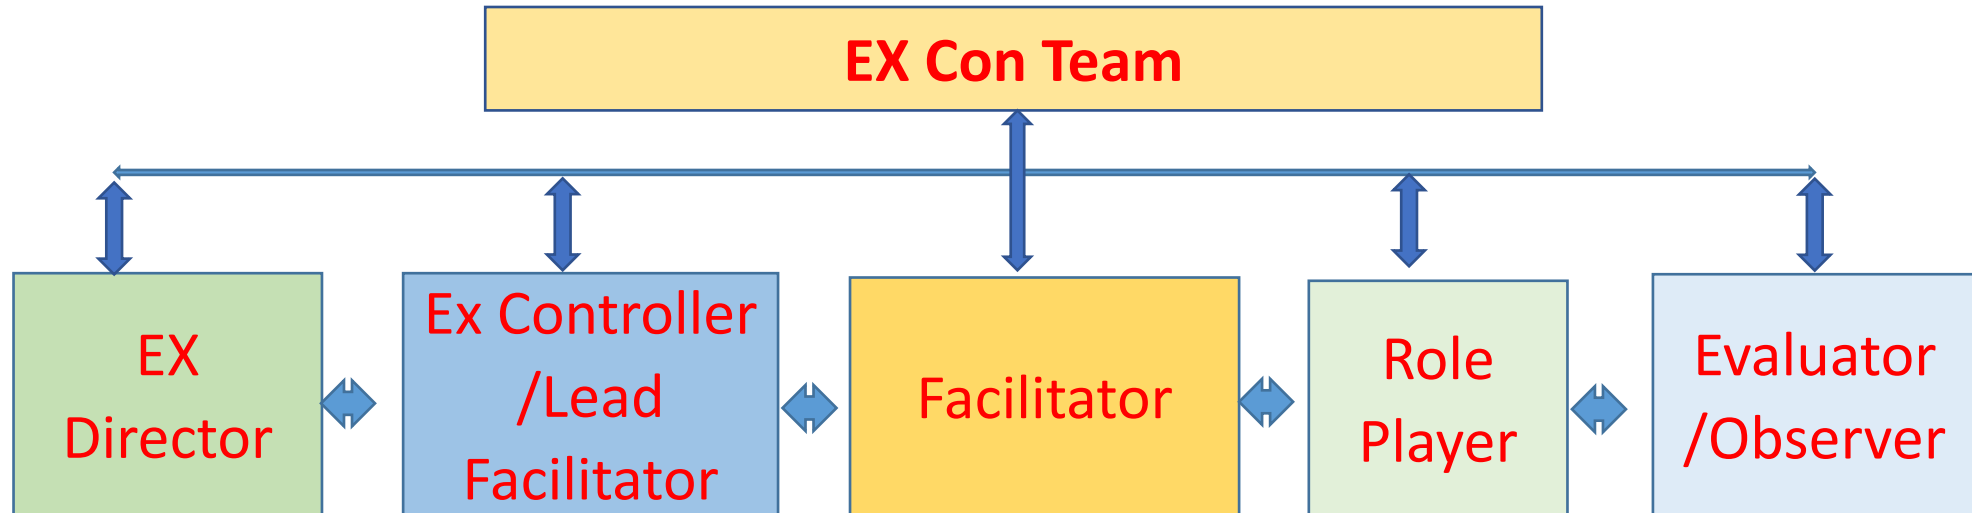 EX Con Team
EX
Director
Ex Controller
/Lead
Facilitator
Facilitator
Role
Player
Evaluator
/Observer